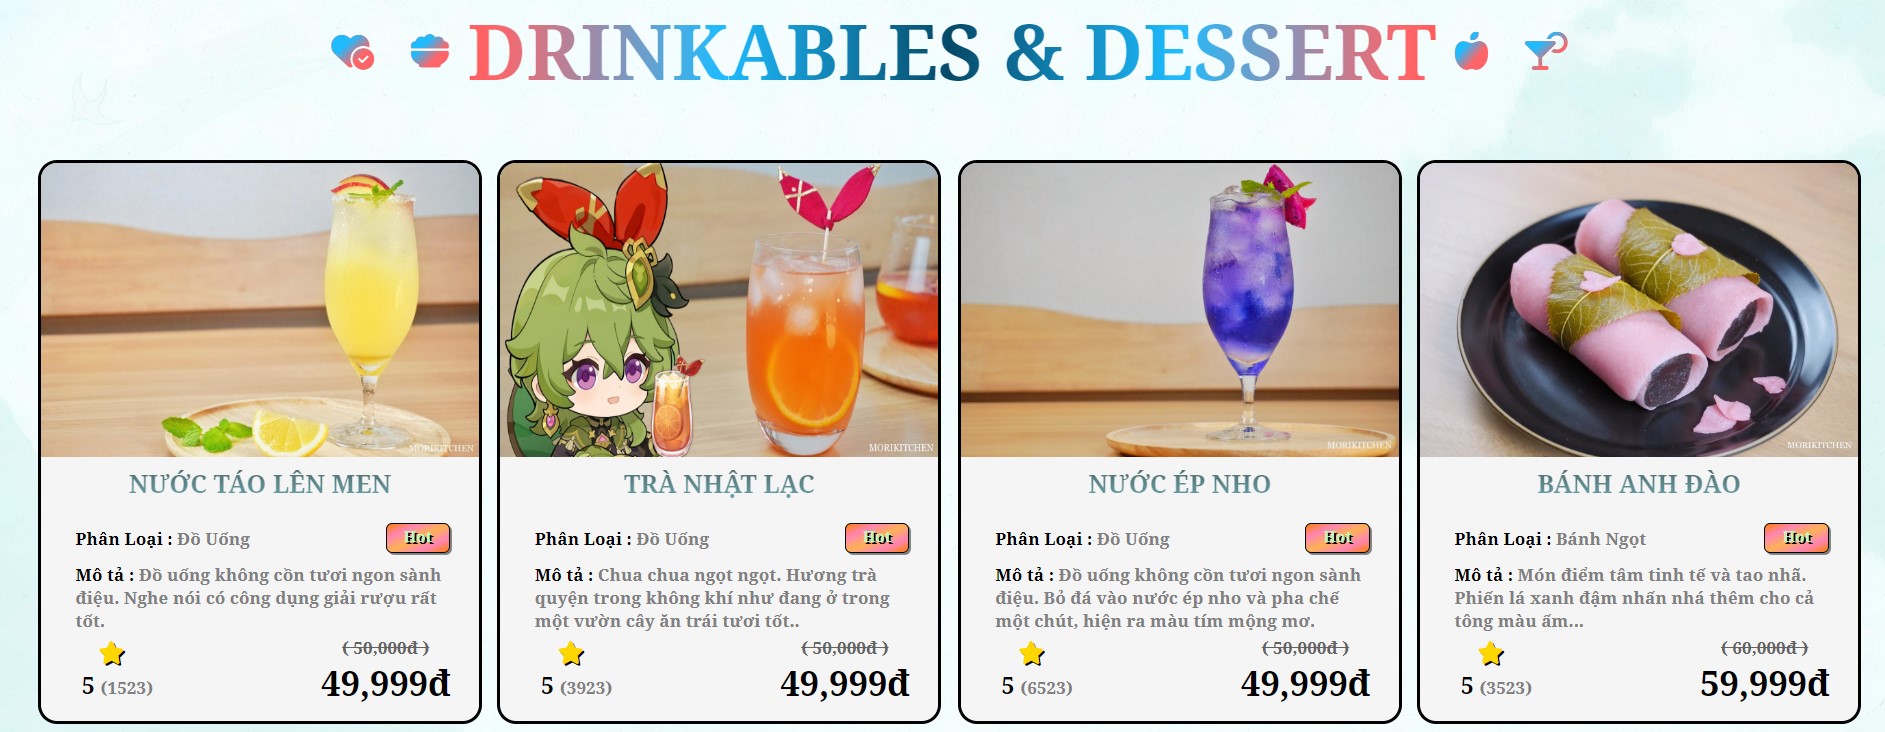 DRINKABLES & DESSERT
MORIKITCHEN
NƯỚC TÁO LÊN MEN
Phân Loại : Đồ Uống
Hot
Mô tả : Đồ uống không cồn tươi ngon sành
điệu. Nghe nói có công dụng giải rượu rất
tốt.
( 50,000đ )
5 (1523)
49,999đ
MORIKITCHEN
TRÀ NHẬT LẠC
Phân Loại : Đồ Uống
Hot
Mô tả : Chua chua ngọt ngọt. Hương trà
quyện trong không khí như đang ở trong
một vườn cây ăn trái tươi tốt..
( 50,000đ )
5 (3923)
49,999đ
MORIKITCHEN
NƯỚC ÉP NHO
Phân Loại : Đồ Uống
Hot
Mô tả : Đồ uống không cồn tươi ngon sành
điệu. Bỏ đá vào nước ép nho và pha chế
một chút, hiện ra màu tím mộng mơ.
( 50,000đ )
5 (6523)
49,999đ
MORIKITCHEN
BÁNH ANH ĐÀO
Phân Loại : Bánh Ngọt
Hot
Mô tả : Món điểm tâm tinh tế và tao nhã.
Phiến lá xanh đậm nhấn nhá thêm cho cả
tông màu ấm...
( 60,000đ )
5 (3523)
59,999đ